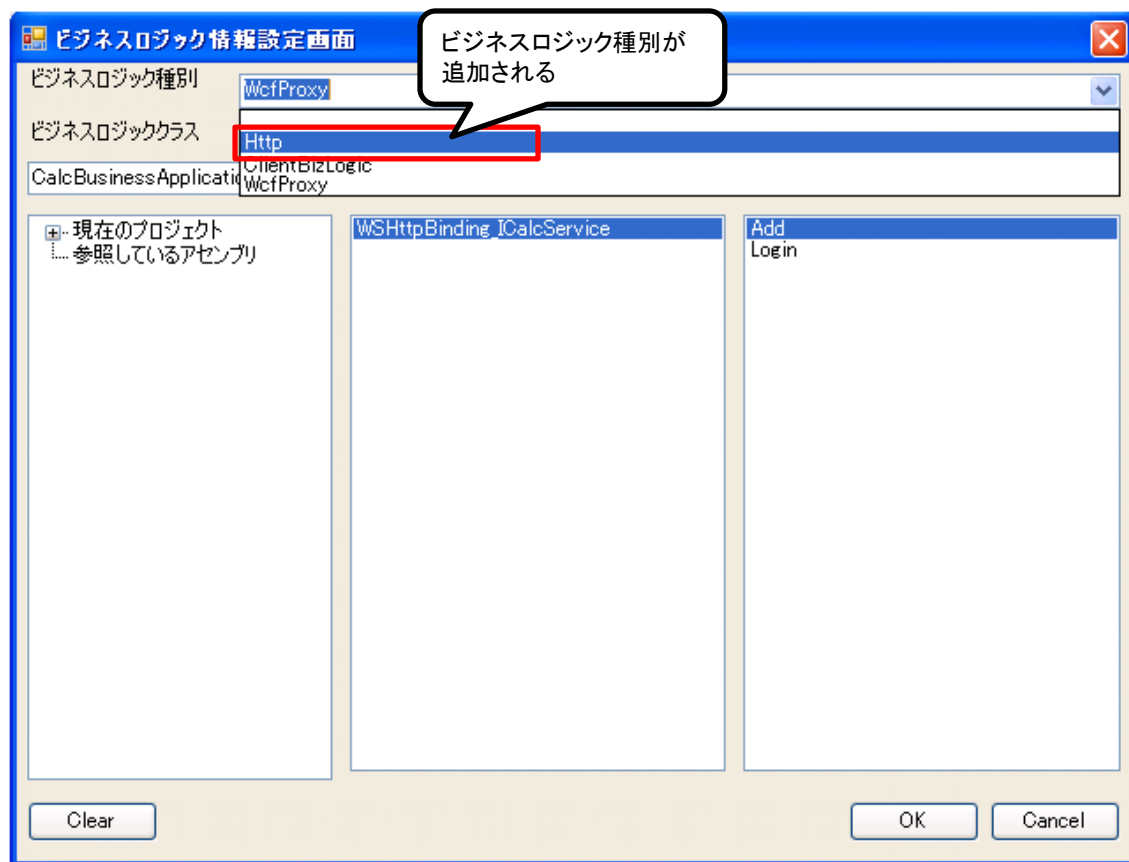 ビジネスロジック情報設定画面
ビジネスロジック種別が
追加される
ビジネスロジック種別
WcfProxy
ビジネスロジッククラス
Http
ClientBizLogic
WcfProxy
CalcBusinessApplicatio
現在のプロジェクト
参照しているアセンブリ
WSHttpBinding_ICalcService
Add
Login
Clear
OK
Cancel